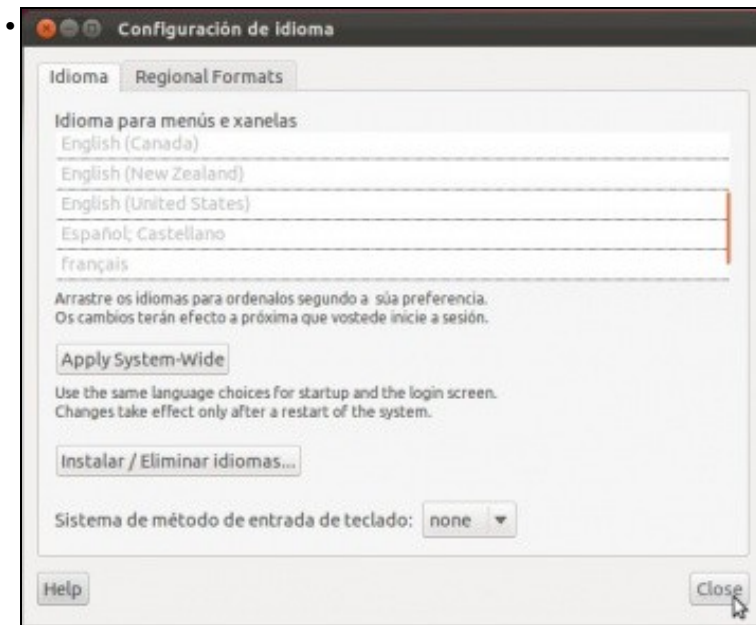 Configuración de idioma
Idioma Regional Formats
Idioma para menús e xanelas
English (Canada)
English (New Zealand)
English (United States)
Español; Castellano
français
Arrastre os idiomas para ordenalos segundo a súa preferencia.
Os cambios terán efecto a próxima que vostede inicie a sesión.
Apply System-Wide
Use the same language choices for startup and the login screen.
Changes take effect only after a restart of the system.
Instalar / Eliminar idiomas...
Sistema de método de entrada de teclado: none
Help Close